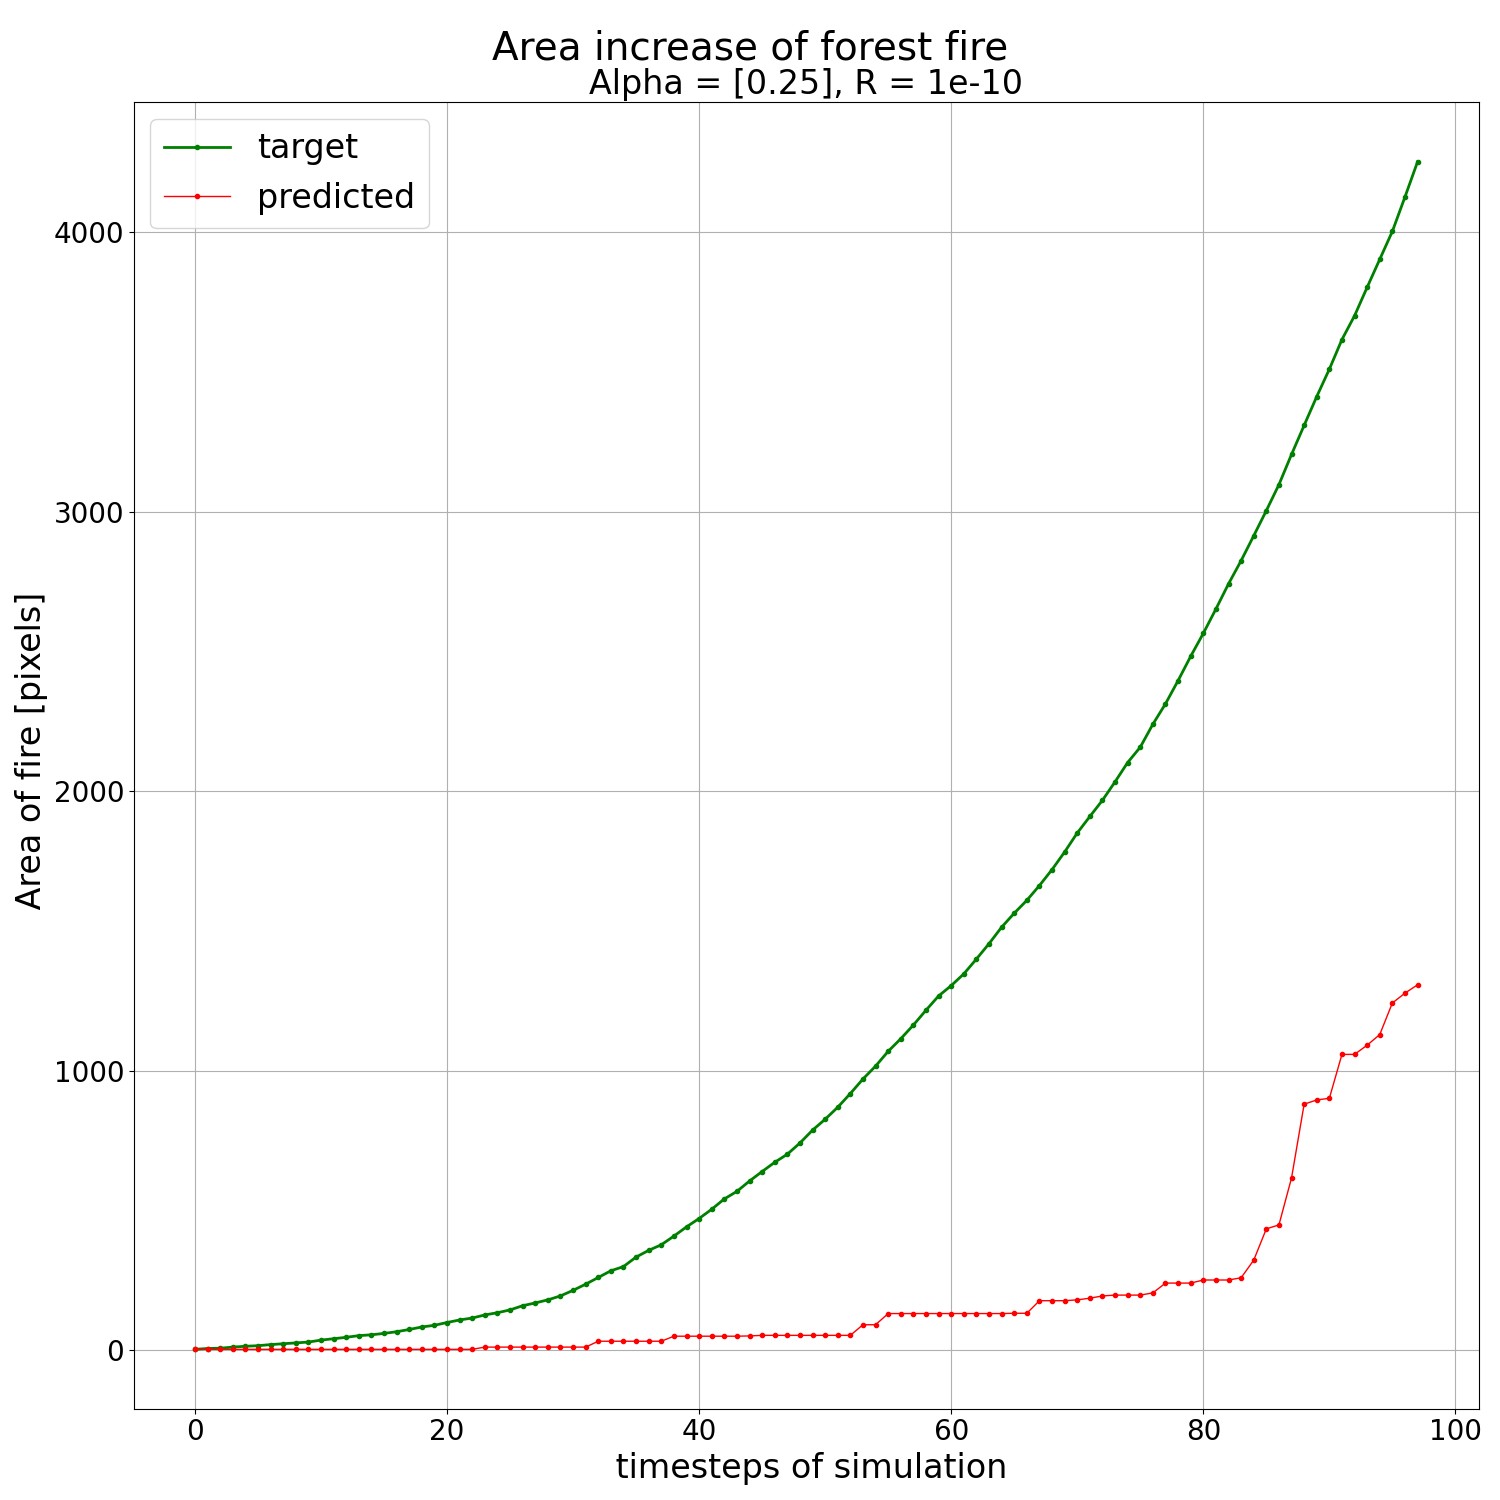 Area increase of forest fire
Alpha = [0.25], R = 1e-10
target
predicted
4000
3000
2000
1000
0
Area of fire [pixels]
0 20 40 60 80 100
timesteps of simulation